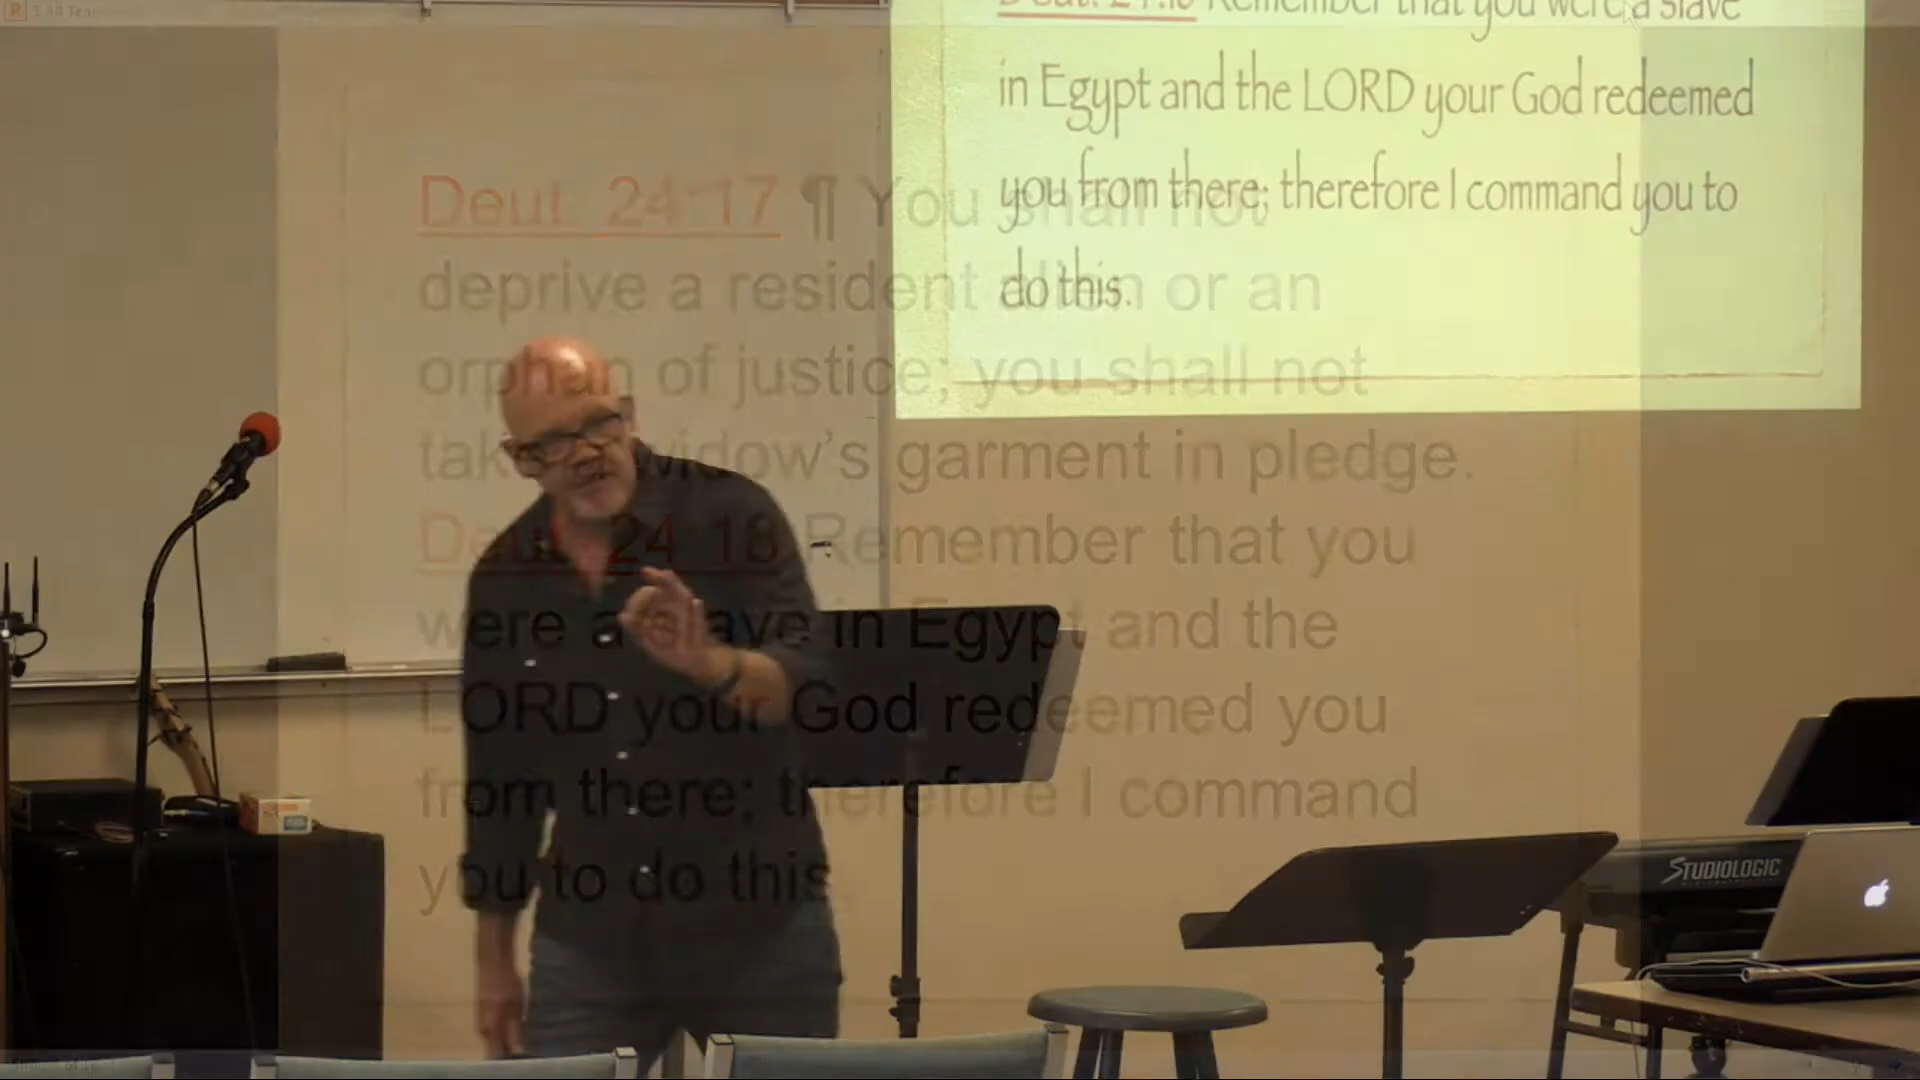 Deut. 24:18 Remember that you were a slave
in Egypt and the LORD your God redeemed
you from there; therefore I command you to
do this.
Deut. 24:17 ¶ You shall not
deprive a resident alien or an
orphan of justice; you shall not
take a widow's garment in pledge.
Deut. 24:18 Remember that you
were a slave in Egypt and the
LORD your God redeemed you
from there; therefore I command
you to do this.
STUDIOLOGIC